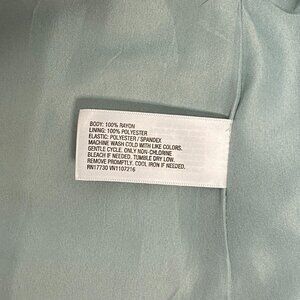 BODY: 100% RAYON
LINING: 100% POLYESTER
ELASTIC: POLYESTER / SPANDEX
MACHINE WASH COLD WITH LIKE COLORS.
GENTLE CYCLE. ONLY NON-CHLORINE
BLEACH IF NEEDED. TUMBLE DRY LOW.
REMOVE PROMPTLY. COOL IRON IF NEEDED.
RN17730 VN1107216